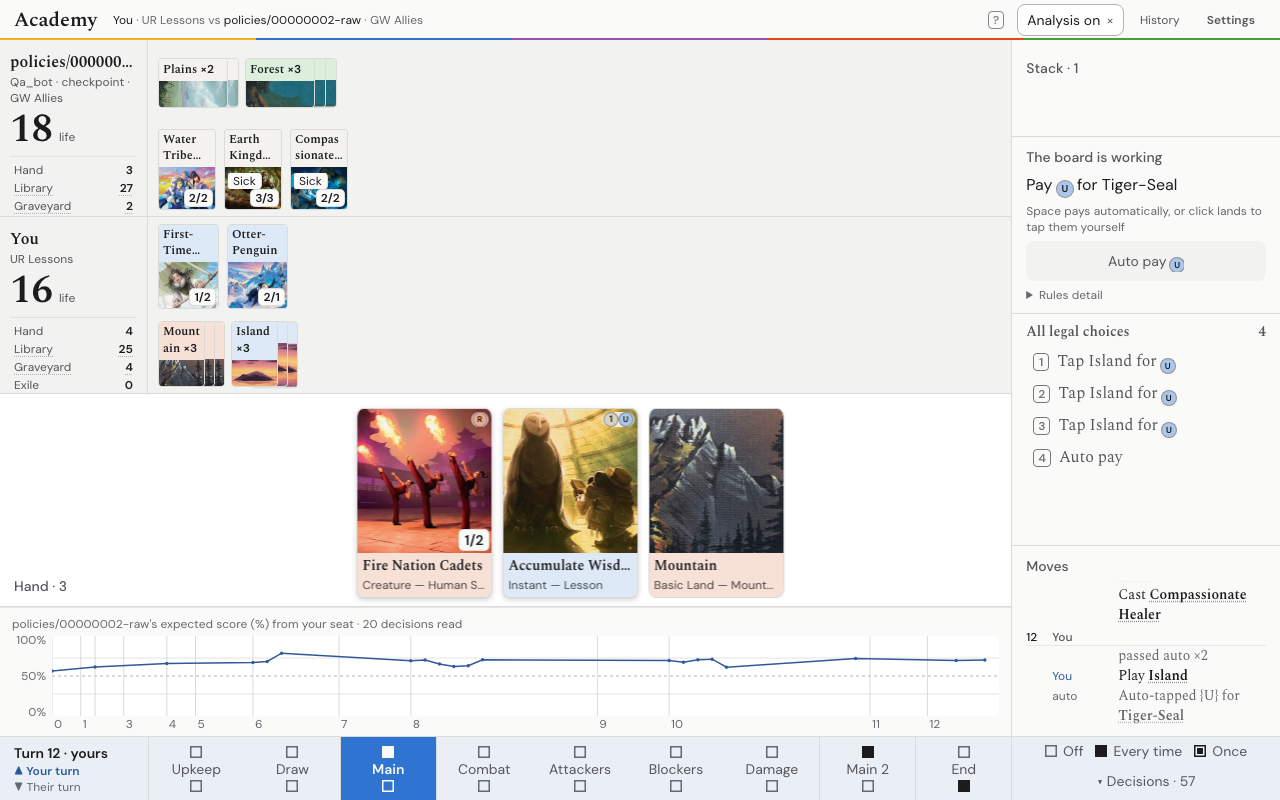 Academy
You · UR Lessons vs policies/00000002-raw · GW Allies
?
Analysis on ×
History
Settings
policies/000000...
Qa_bot · checkpoint ·
GW Allies
18 life
Hand 3
Library 27
Graveyard 2
Plains ×2
Forest ×3
Water
Tribe...
2/2
Earth
Kingd...
Sick
3/3
Compas
sionate...
Sick
2/2
You
UR Lessons
16 life
Hand 4
Library 25
Graveyard 4
Exile 0
First-
Time...
1/2
Otter-
Penguin
2/1
Mount
ain ×3
Island
×3
Hand · 3
R
1/2
Fire Nation Cadets
Creature — Human S...
1 U
Accumulate Wisd...
Instant — Lesson
Mountain
Basic Land — Mount...
policies/00000002-raw's expected score (%) from your seat · 20 decisions read
100%
50%
0%
0 1 3 4 5 6 7 8 9 10 11 12
Stack · 1
The board is working
Pay U for Tiger-Seal
Space pays automatically, or click lands to
tap them yourself
Auto pay U
▶ Rules detail
All legal choices 4
1 Tap Island for U
2 Tap Island for U
3 Tap Island for U
4 Auto pay
Moves
Cast Compassionate
Healer
12 You
passed auto ×2
You Play Island
auto Auto-tapped {U} for
Tiger-Seal
Turn 12 · yours
▲ Your turn
▼ Their turn
Upkeep
Draw
Main
Combat
Attackers
Blockers
Damage
Main 2
End
Off Every time Once
▾ Decisions · 57